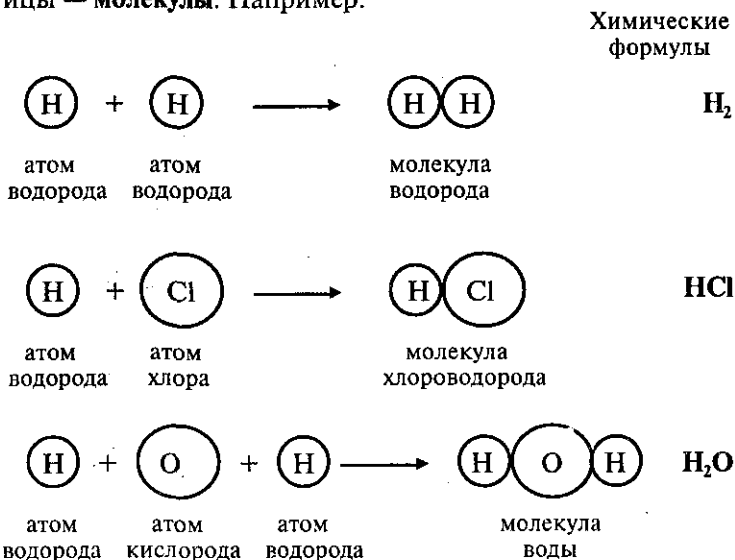 ицы — молекулы. Например:
Химические
формулы
H + H → H H H₂
атом атом молекула
водорода водорода водорода
H + Cl → H Cl HCl
атом атом молекула
водорода хлора хлороводорода
H + O + H → H O H H₂O
атом атом атом молекула
водорода кислорода водорода воды